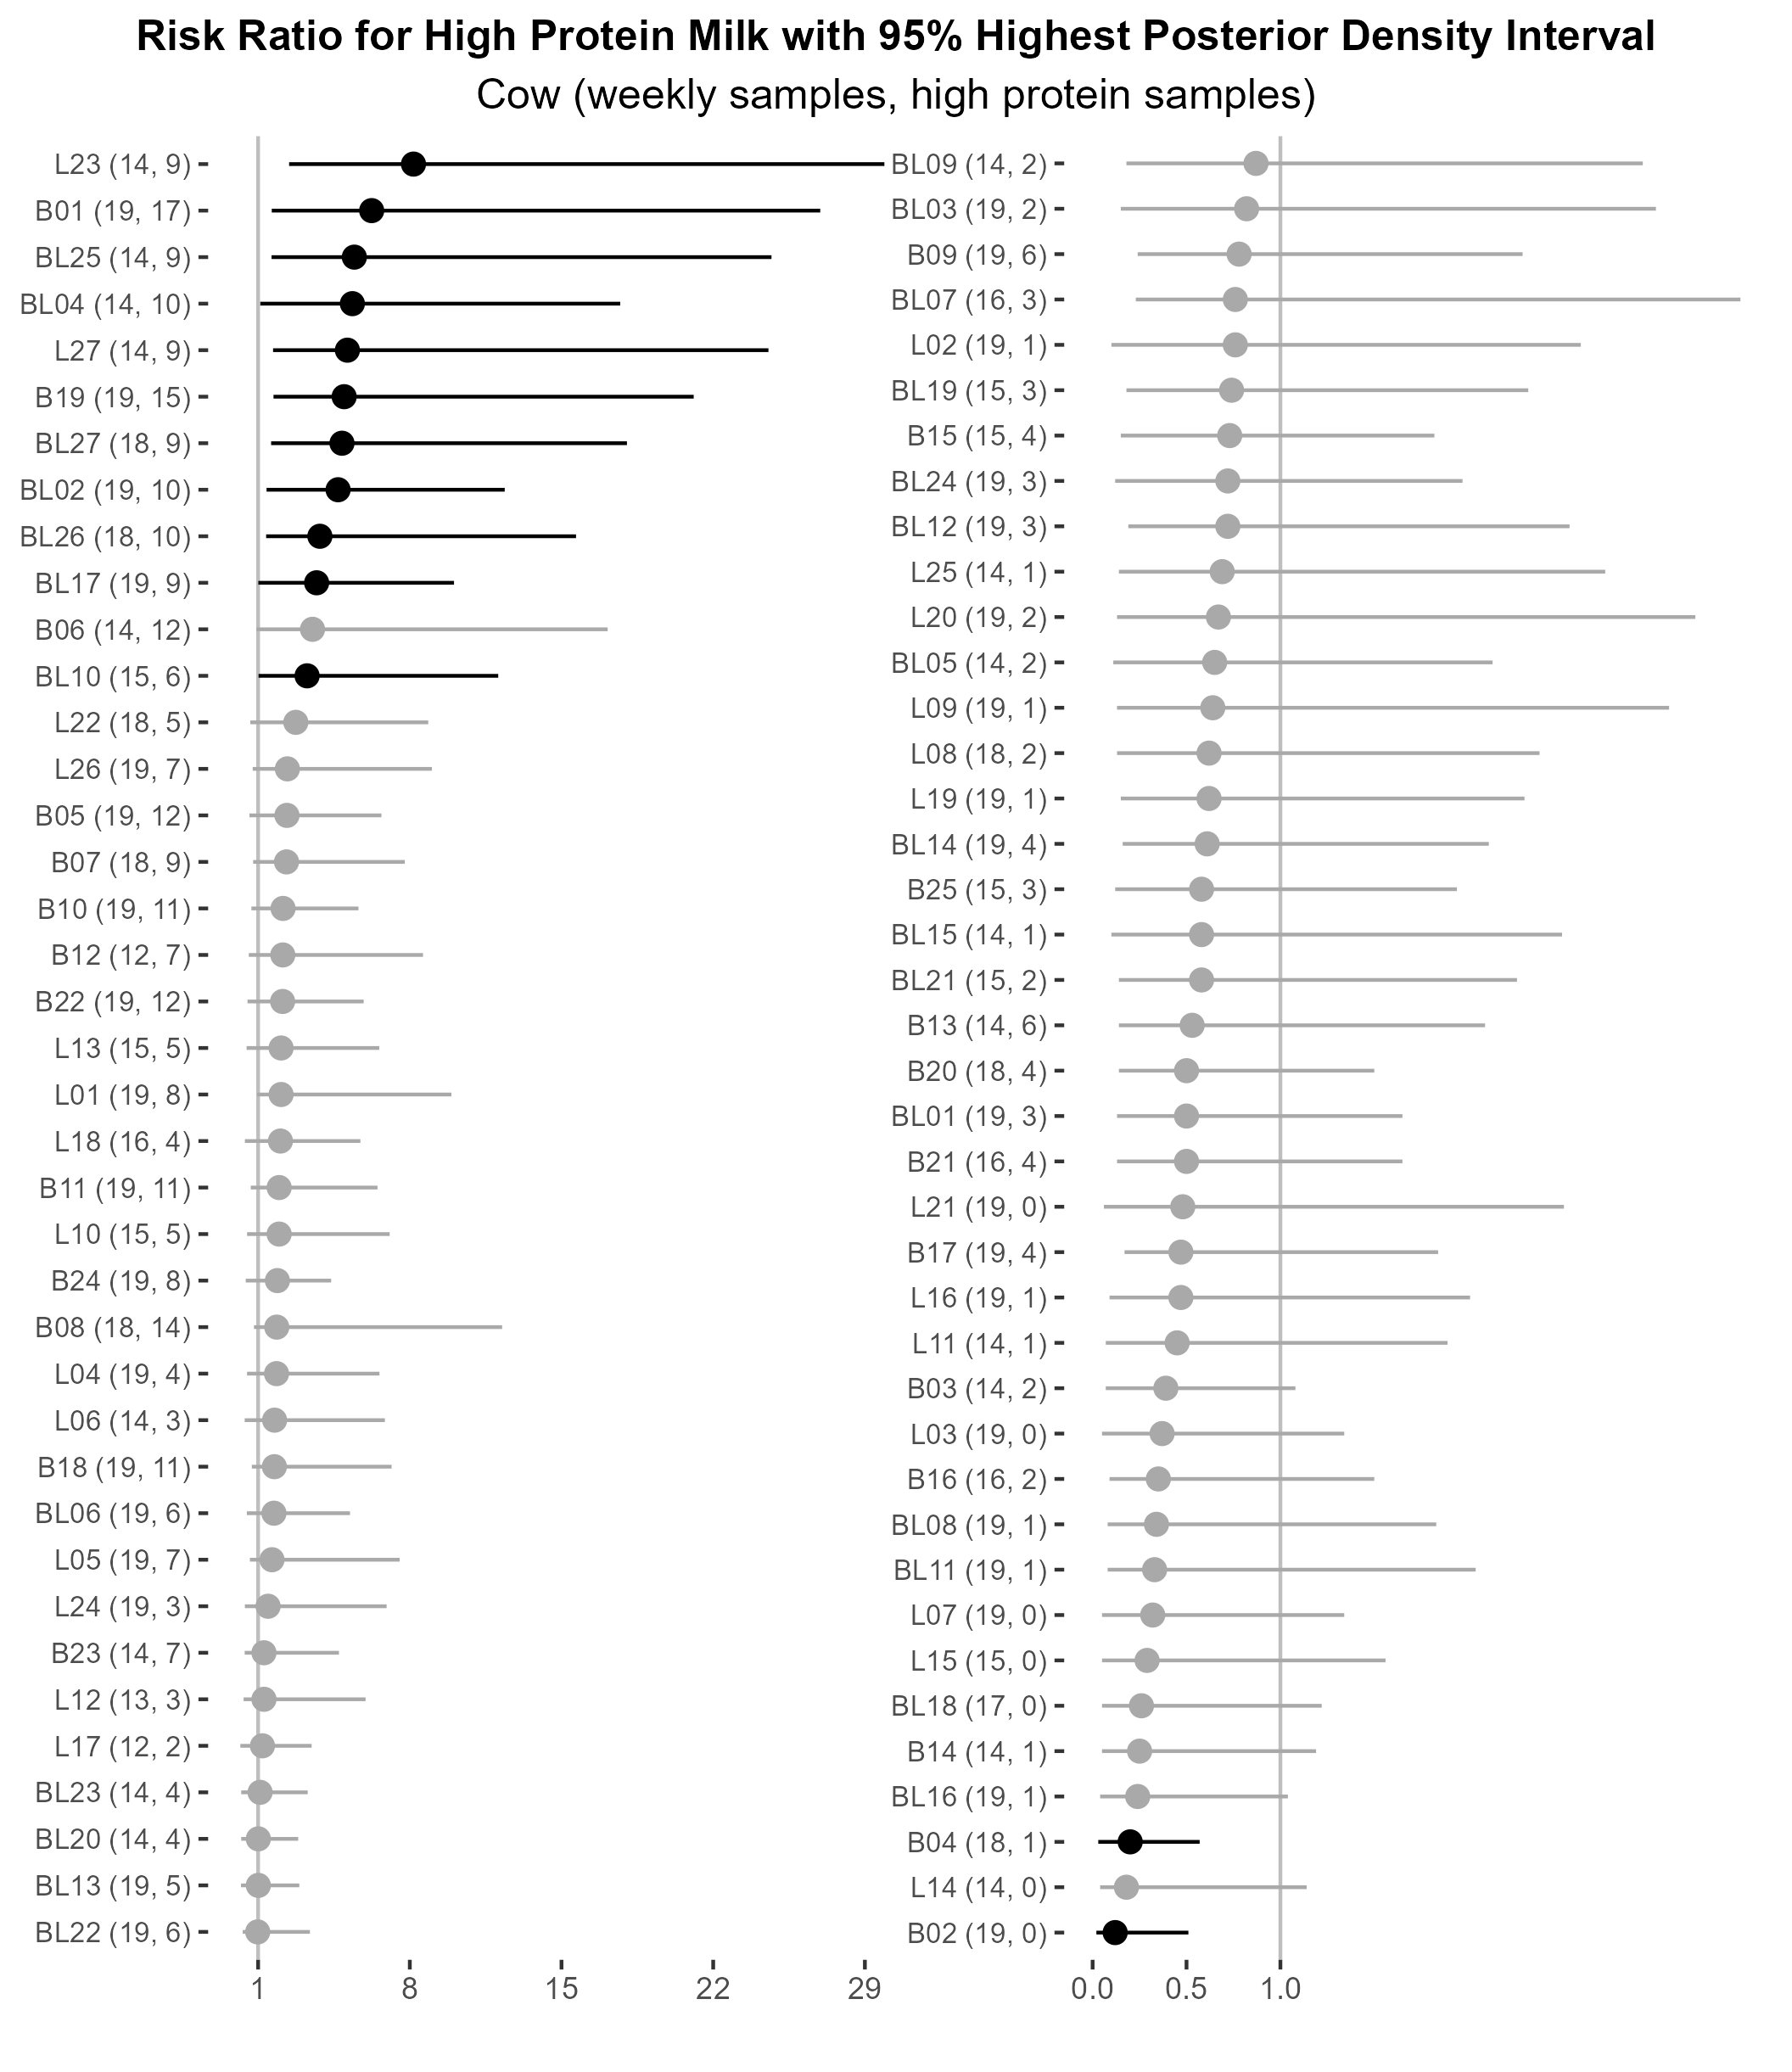 Risk Ratio for High Protein Milk with 95% Highest Posterior Density Interval
Cow (weekly samples, high protein samples)
L23 (14, 9)
B01 (19, 17)
BL25 (14, 9)
BL04 (14, 10)
L27 (14, 9)
B19 (19, 15)
BL27 (18, 9)
BL02 (19, 10)
BL26 (18, 10)
BL17 (19, 9)
B06 (14, 12)
BL10 (15, 6)
L22 (18, 5)
L26 (19, 7)
B05 (19, 12)
B07 (18, 9)
B10 (19, 11)
B12 (12, 7)
B22 (19, 12)
L13 (15, 5)
L01 (19, 8)
L18 (16, 4)
B11 (19, 11)
L10 (15, 5)
B24 (19, 8)
B08 (18, 14)
L04 (19, 4)
L06 (14, 3)
B18 (19, 11)
BL06 (19, 6)
L05 (19, 7)
L24 (19, 3)
B23 (14, 7)
L12 (13, 3)
L17 (12, 2)
BL23 (14, 4)
BL20 (14, 4)
BL13 (19, 5)
BL22 (19, 6)
1 8 15 22 29
BL09 (14, 2)
BL03 (19, 2)
B09 (19, 6)
BL07 (16, 3)
L02 (19, 1)
BL19 (15, 3)
B15 (15, 4)
BL24 (19, 3)
BL12 (19, 3)
L25 (14, 1)
L20 (19, 2)
BL05 (14, 2)
L09 (19, 1)
L08 (18, 2)
L19 (19, 1)
BL14 (19, 4)
B25 (15, 3)
BL15 (14, 1)
BL21 (15, 2)
B13 (14, 6)
B20 (18, 4)
BL01 (19, 3)
B21 (16, 4)
L21 (19, 0)
B17 (19, 4)
L16 (19, 1)
L11 (14, 1)
B03 (14, 2)
L03 (19, 0)
B16 (16, 2)
BL08 (19, 1)
BL11 (19, 1)
L07 (19, 0)
L15 (15, 0)
BL18 (17, 0)
B14 (14, 1)
BL16 (19, 1)
B04 (18, 1)
L14 (14, 0)
B02 (19, 0)
0.0 0.5 1.0